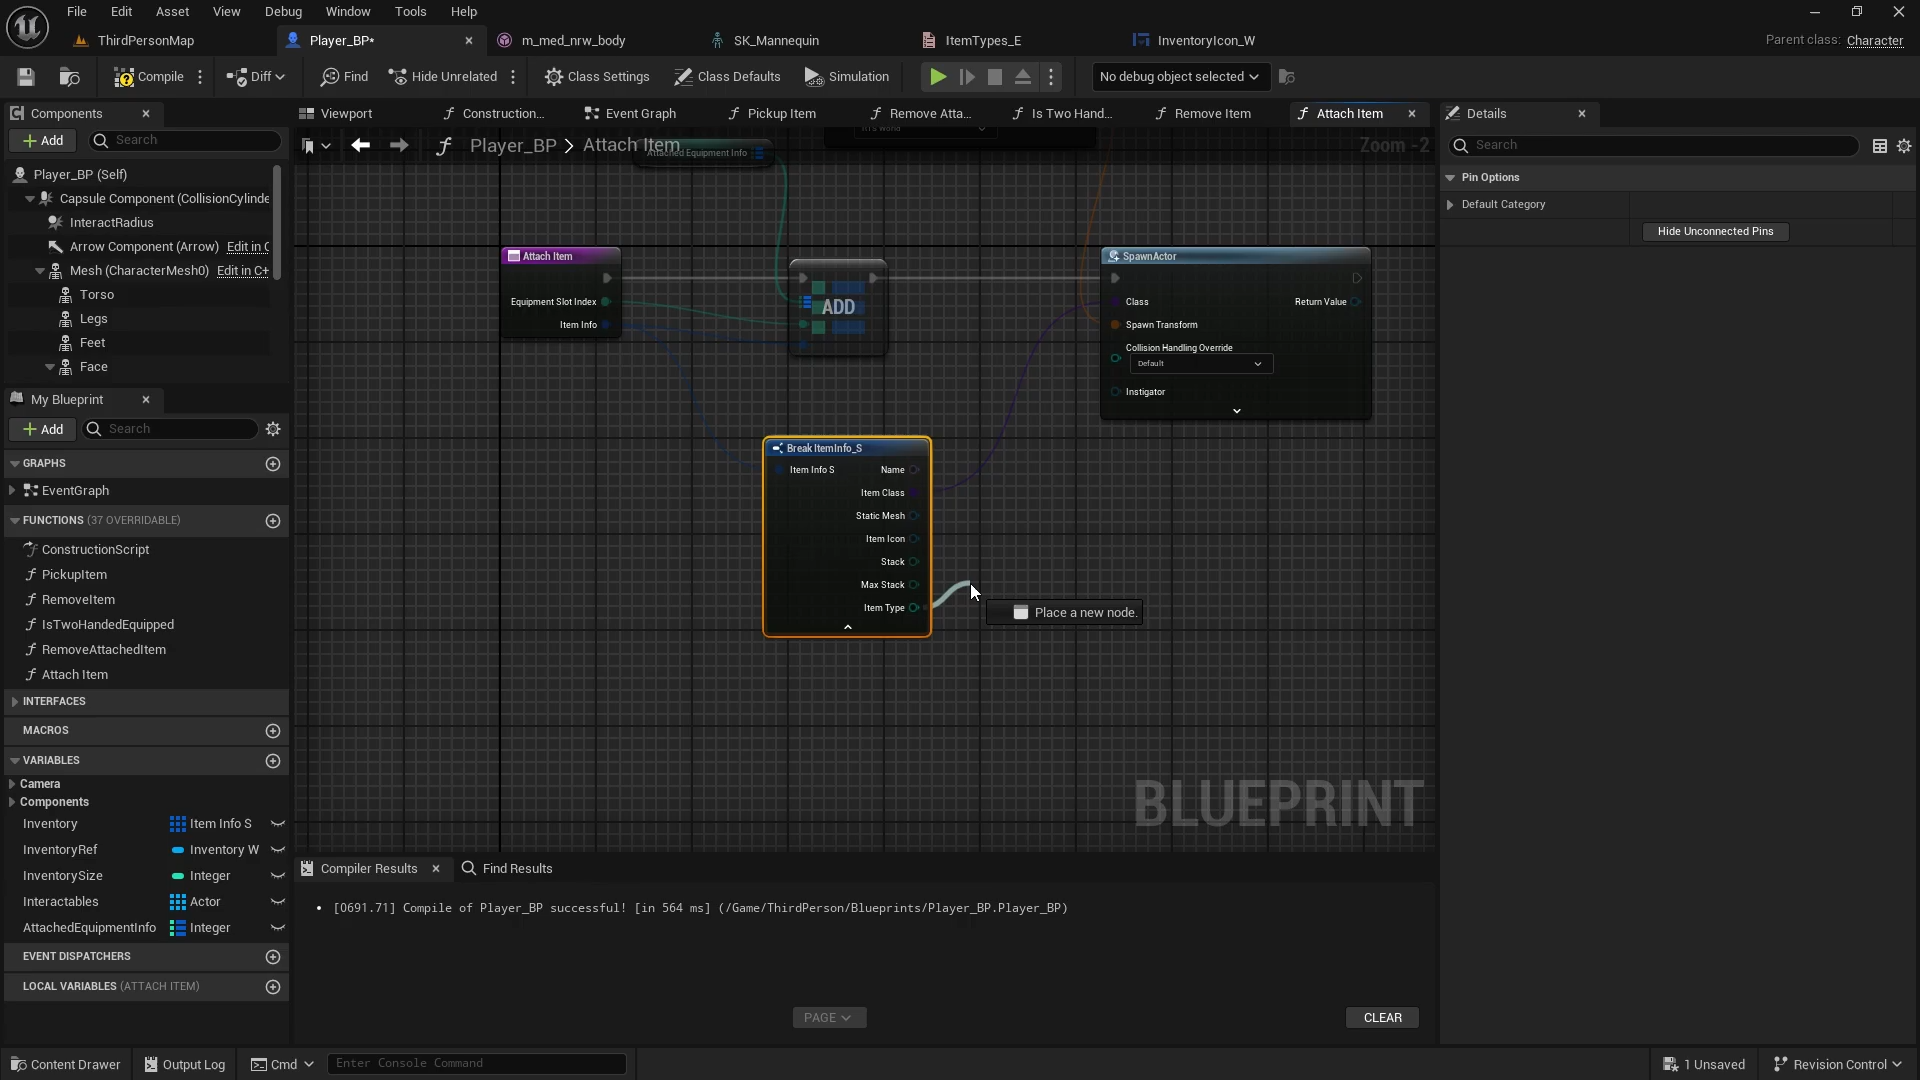 File Edit Asset View Debug Window Tools Help
ThirdPersonMap
Player_BP*
m_med_nrw_body
SK_Mannequin
ItemTypes_E
InventoryIcon_W
Parent class: Character
Compile
Diff
Find
Hide Unrelated
Class Settings
Class Defaults
Simulation
No debug object selected
Components
Add
Search
Player_BP (Self)
Capsule Component (CollisionCylinde
InteractRadius
Arrow Component (Arrow) Edit in C
Mesh (CharacterMesh0) Edit in C+
Torso
Legs
Feet
Face
My Blueprint
Add
Search
GRAPHS
EventGraph
FUNCTIONS (37 OVERRIDABLE)
ConstructionScript
PickupItem
RemoveItem
IsTwoHandedEquipped
RemoveAttachedItem
Attach Item
INTERFACES
MACROS
VARIABLES
Camera
Components
Inventory Item Info S
InventoryRef Inventory W
InventorySize Integer
Interactables Actor
AttachedEquipmentInfo Integer
EVENT DISPATCHERS
LOCAL VARIABLES (ATTACH ITEM)
Viewport
Construction...
Event Graph
Pickup Item
Remove Atta...
Is Two Hand...
Remove Item
Attach Item
Player_BP > Attach Item
Zoom -2
Attached Equipment Info
Attach Item
Equipment Slot Index
Item Info
ADD
SpawnActor
Class Return Value
Spawn Transform
Collision Handling Override
Default
Instigator
Break ItemInfo_S
Item Info S Name
Item Class
Static Mesh
Item Icon
Stack
Max Stack
Item Type
Place a new node.
BLUEPRINT
Compiler Results
Find Results
[0691.71] Compile of Player_BP successful! [in 564 ms] (/Game/ThirdPerson/Blueprints/Player_BP.Player_BP)
PAGE
CLEAR
Details
Search
Pin Options
Default Category
Hide Unconnected Pins
Content Drawer
Output Log
Cmd
Enter Console Command
1 Unsaved
Revision Control